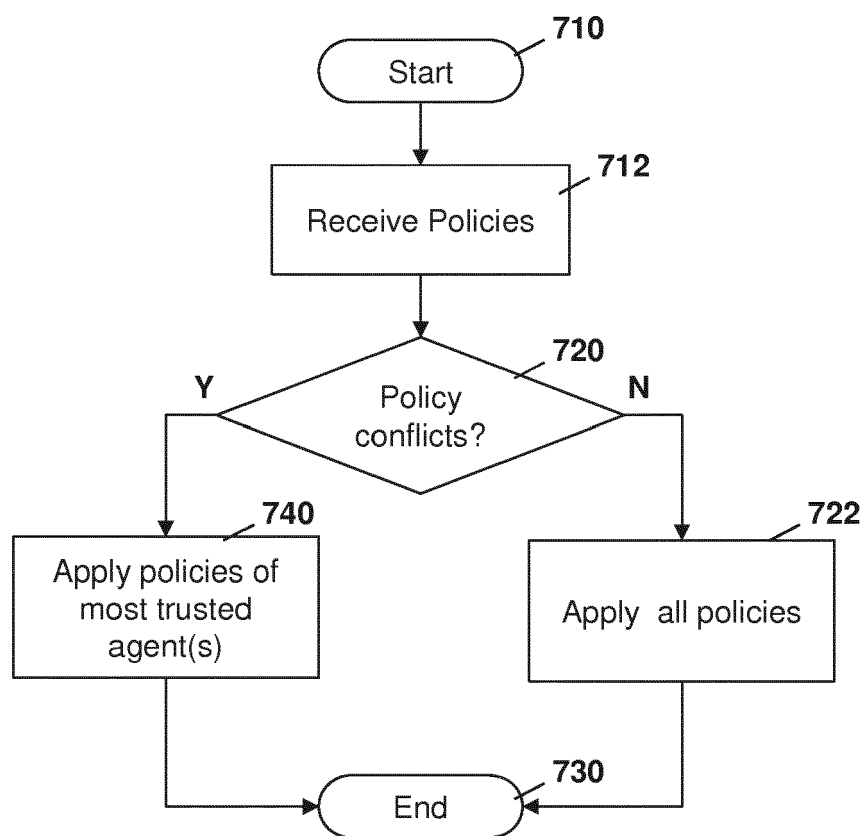 710
Start
712
Receive Policies
720
Y
N
Policy
conflicts?
740
722
Apply policies of
most trusted
agent(s)
Apply all policies
730
End